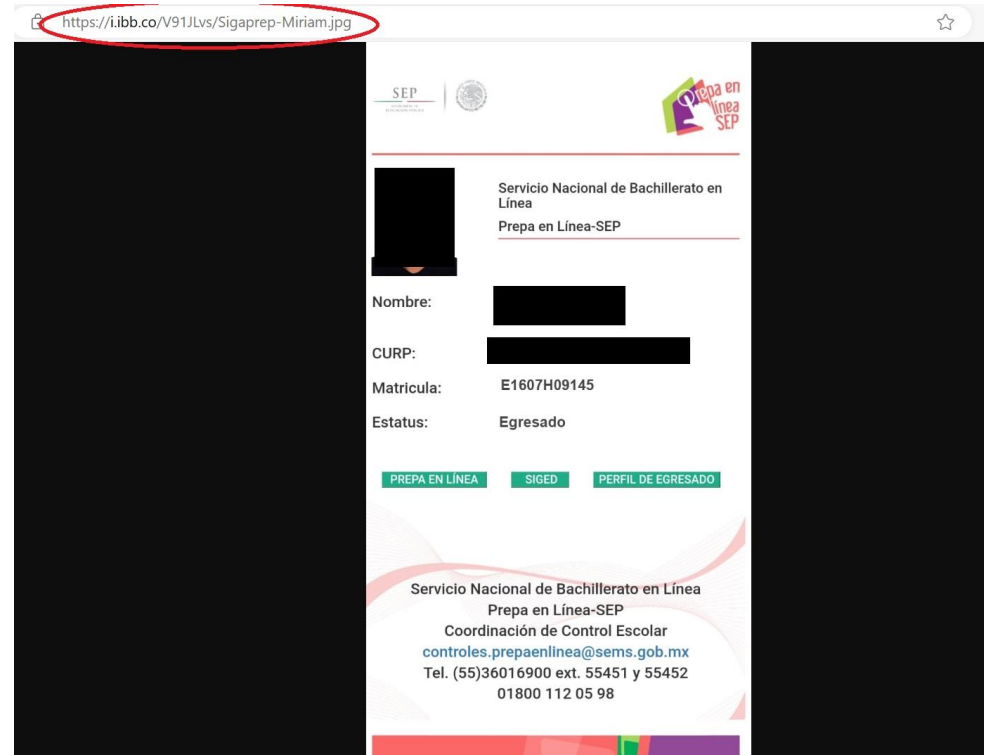 https://i.ibb.co/V91JLvs/Sigaprep-Miriam.jpg
SEP
Prepa en
línea
SEP
Servicio Nacional de Bachillerato en
Línea
Prepa en Línea-SEP
Nombre:
CURP:
Matricula: E1607H09145
Estatus: Egresado
PREPA EN LÍNEA SIGED PERFIL DE EGRESADO
Servicio Nacional de Bachillerato en Línea
Prepa en Línea-SEP
Coordinación de Control Escolar
controles.prepaenlinea@sems.gob.mx
Tel. (55)36016900 ext. 55451 y 55452
01800 112 05 98